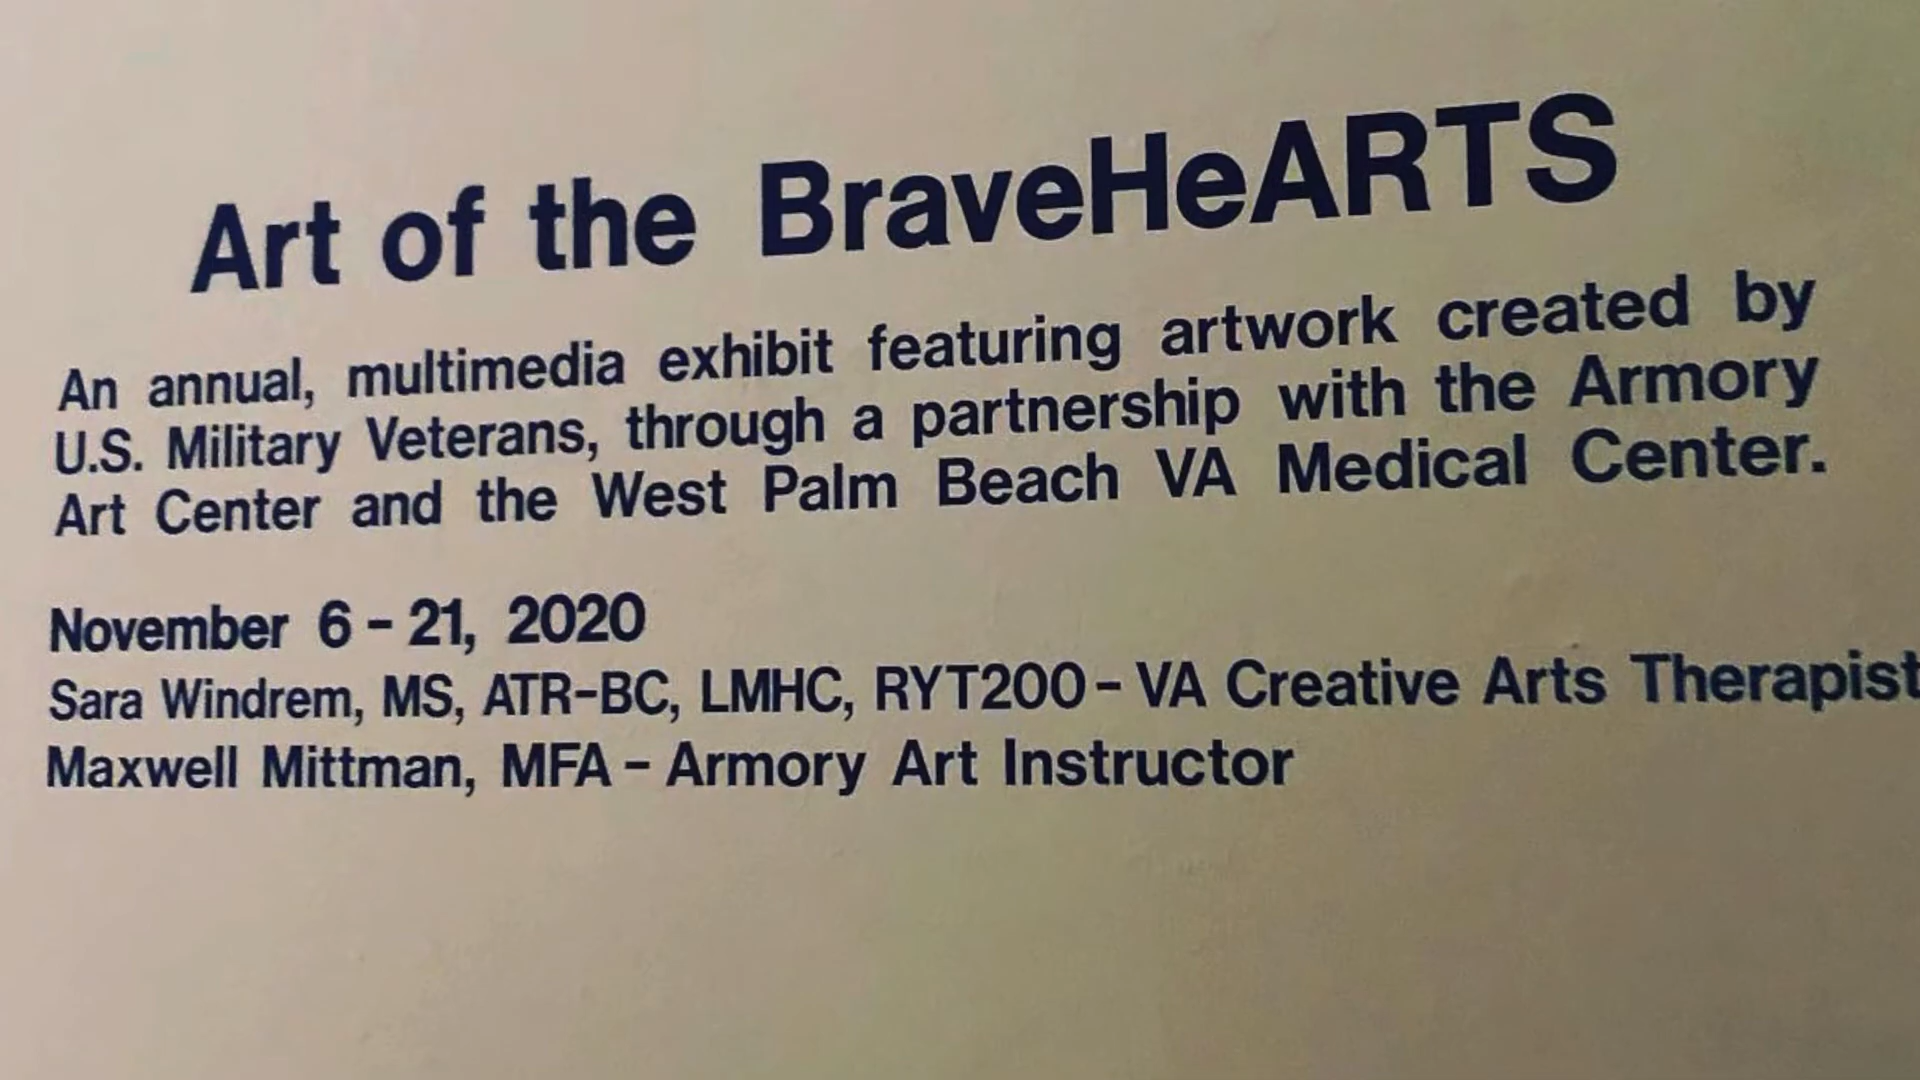 Art of the BraveHeARTS
An annual, multimedia exhibit featuring artwork created by
U.S. Military Veterans, through a partnership with the Armory
Art Center and the West Palm Beach VA Medical Center.
November 6 - 21, 2020
Sara Windrem, MS, ATR-BC, LMHC, RYT200 - VA Creative Arts Therapist
Maxwell Mittman, MFA - Armory Art Instructor